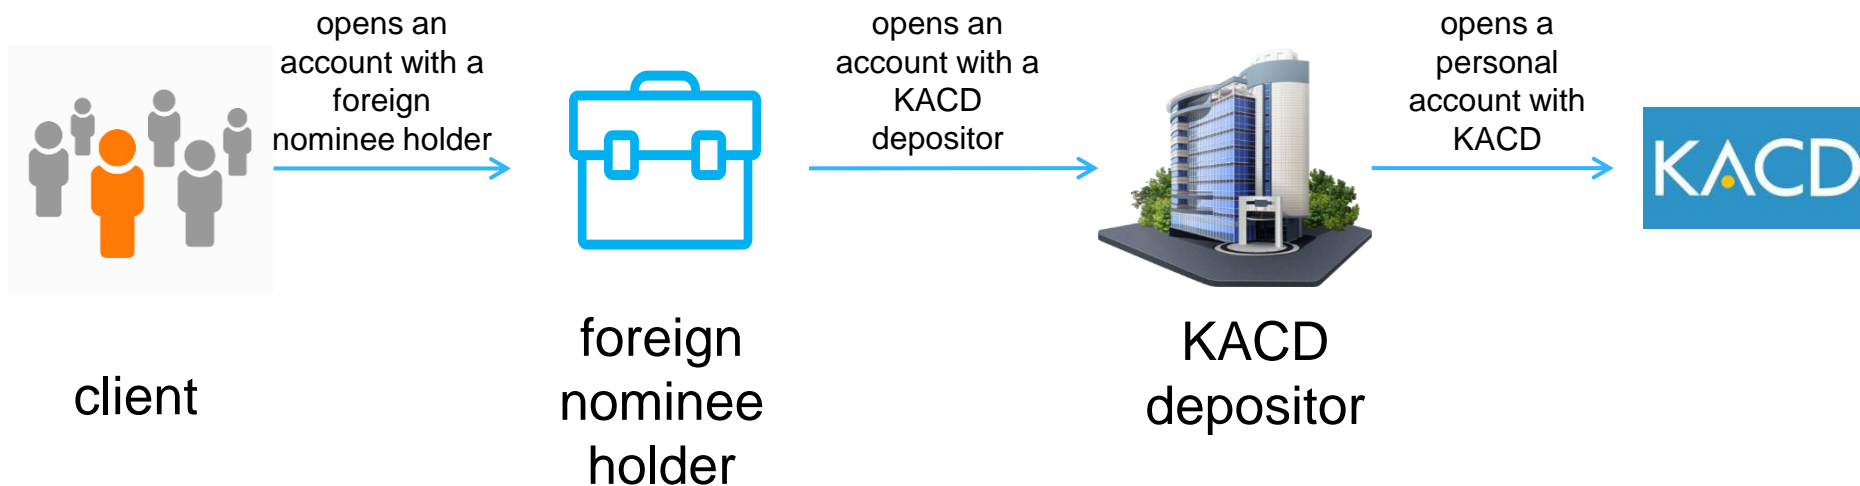 opens an
account with a
foreign
nominee holder
opens an
account with a
KACD
depositor
opens a
personal
account with
KACD
KACD
client
foreign
nominee
holder
KACD
depositor